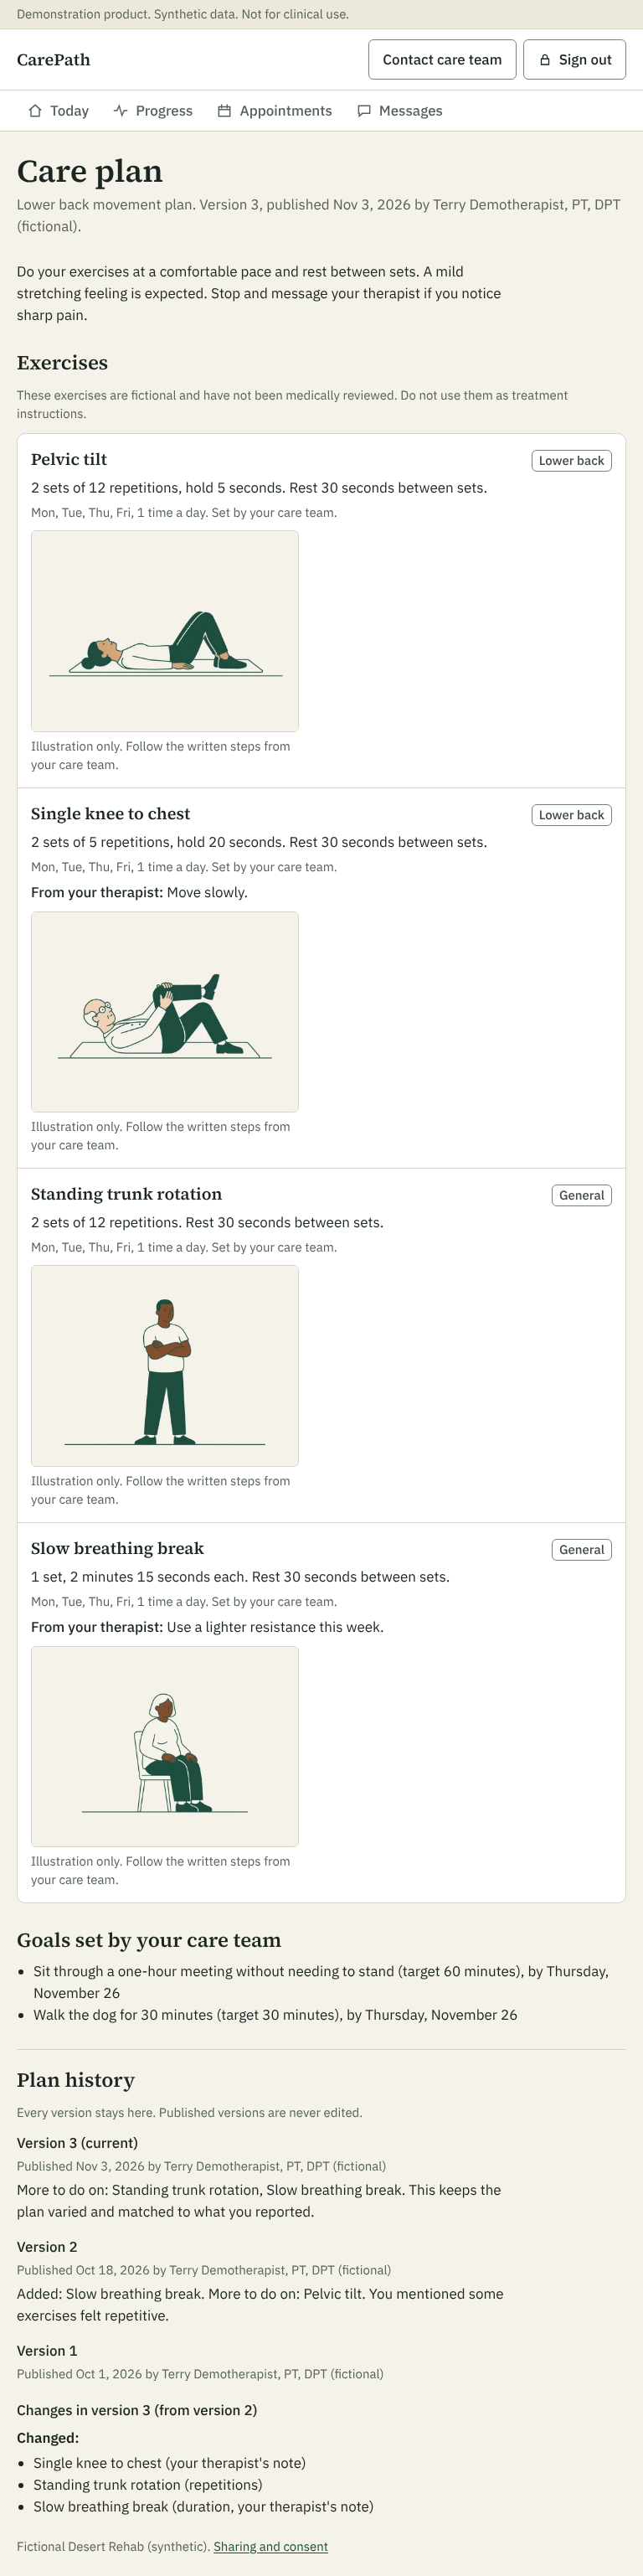 Demonstration product. Synthetic data. Not for clinical use.
CarePath
Contact care team
Sign out
Today
Progress
Appointments
Messages
Care plan
Lower back movement plan. Version 3, published Nov 3, 2026 by Terry Demotherapist, PT, DPT
(fictional).
Do your exercises at a comfortable pace and rest between sets. A mild
stretching feeling is expected. Stop and message your therapist if you notice
sharp pain.
Exercises
These exercises are fictional and have not been medically reviewed. Do not use them as treatment
instructions.
Pelvic tilt
Lower back
2 sets of 12 repetitions, hold 5 seconds. Rest 30 seconds between sets.
Mon, Tue, Thu, Fri, 1 time a day. Set by your care team.
Illustration only. Follow the written steps from
your care team.
Single knee to chest
Lower back
2 sets of 5 repetitions, hold 20 seconds. Rest 30 seconds between sets.
Mon, Tue, Thu, Fri, 1 time a day. Set by your care team.
From your therapist: Move slowly.
Illustration only. Follow the written steps from
your care team.
Standing trunk rotation
General
2 sets of 12 repetitions. Rest 30 seconds between sets.
Mon, Tue, Thu, Fri, 1 time a day. Set by your care team.
Illustration only. Follow the written steps from
your care team.
Slow breathing break
General
1 set, 2 minutes 15 seconds each. Rest 30 seconds between sets.
Mon, Tue, Thu, Fri, 1 time a day. Set by your care team.
From your therapist: Use a lighter resistance this week.
Illustration only. Follow the written steps from
your care team.
Goals set by your care team
• Sit through a one-hour meeting without needing to stand (target 60 minutes), by Thursday,
November 26
• Walk the dog for 30 minutes (target 30 minutes), by Thursday, November 26
Plan history
Every version stays here. Published versions are never edited.
Version 3 (current)
Published Nov 3, 2026 by Terry Demotherapist, PT, DPT (fictional)
More to do on: Standing trunk rotation, Slow breathing break. This keeps the
plan varied and matched to what you reported.
Version 2
Published Oct 18, 2026 by Terry Demotherapist, PT, DPT (fictional)
Added: Slow breathing break. More to do on: Pelvic tilt. You mentioned some
exercises felt repetitive.
Version 1
Published Oct 1, 2026 by Terry Demotherapist, PT, DPT (fictional)
Changes in version 3 (from version 2)
Changed:
• Single knee to chest (your therapist's note)
• Standing trunk rotation (repetitions)
• Slow breathing break (duration, your therapist's note)
Fictional Desert Rehab (synthetic). Sharing and consent